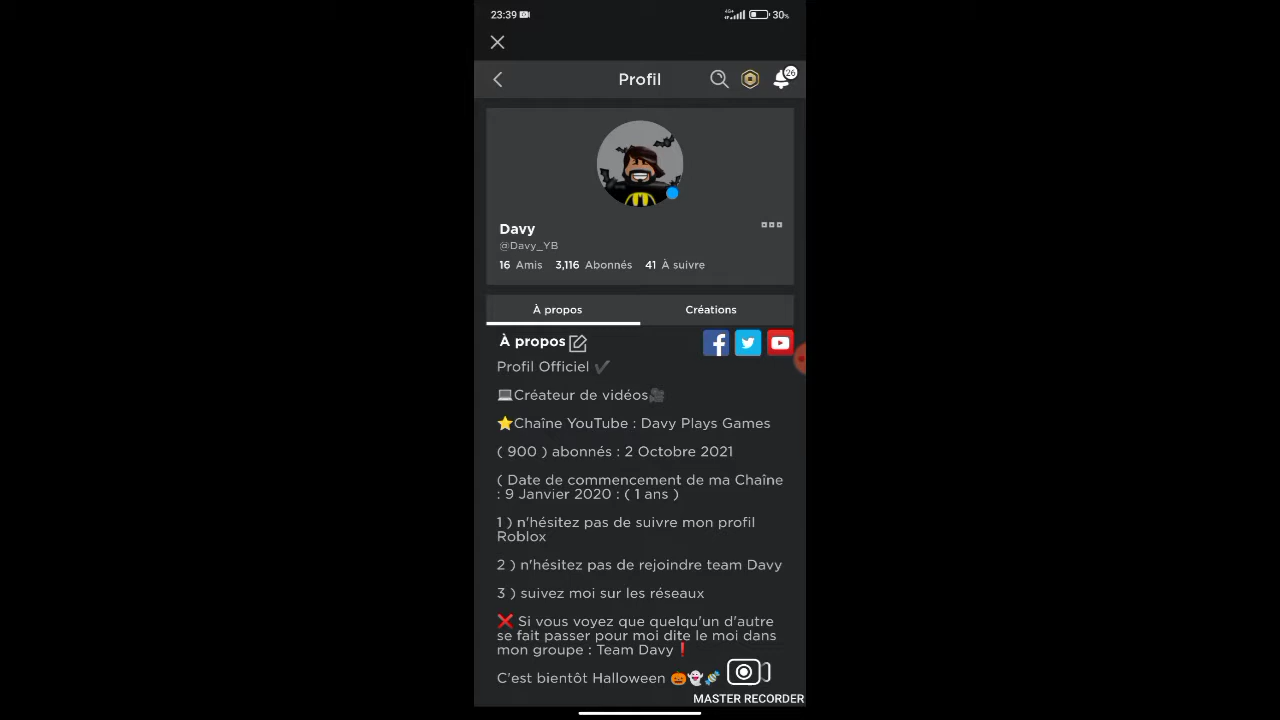 23:39
4G+ 30%
Profil
26
Davy
@Davy_YB
16 Amis 3,116 Abonnés 41 À suivre
À propos Créations
À propos
Profil Officiel ✔
💻Créateur de vidéos🎥
⭐Chaîne YouTube : Davy Plays Games
( 900 ) abonnés : 2 Octobre 2021
( Date de commencement de ma Chaîne
: 9 Janvier 2020 : ( 1 ans )
1 ) n'hésitez pas de suivre mon profil
Roblox
2 ) n'hésitez pas de rejoindre team Davy
3 ) suivez moi sur les réseaux
❌ Si vous voyez que quelqu'un d'autre
se fait passer pour moi dite le moi dans
mon groupe : Team Davy❗
C'est bientôt Halloween 🎃👻🍬
MASTER RECORDER